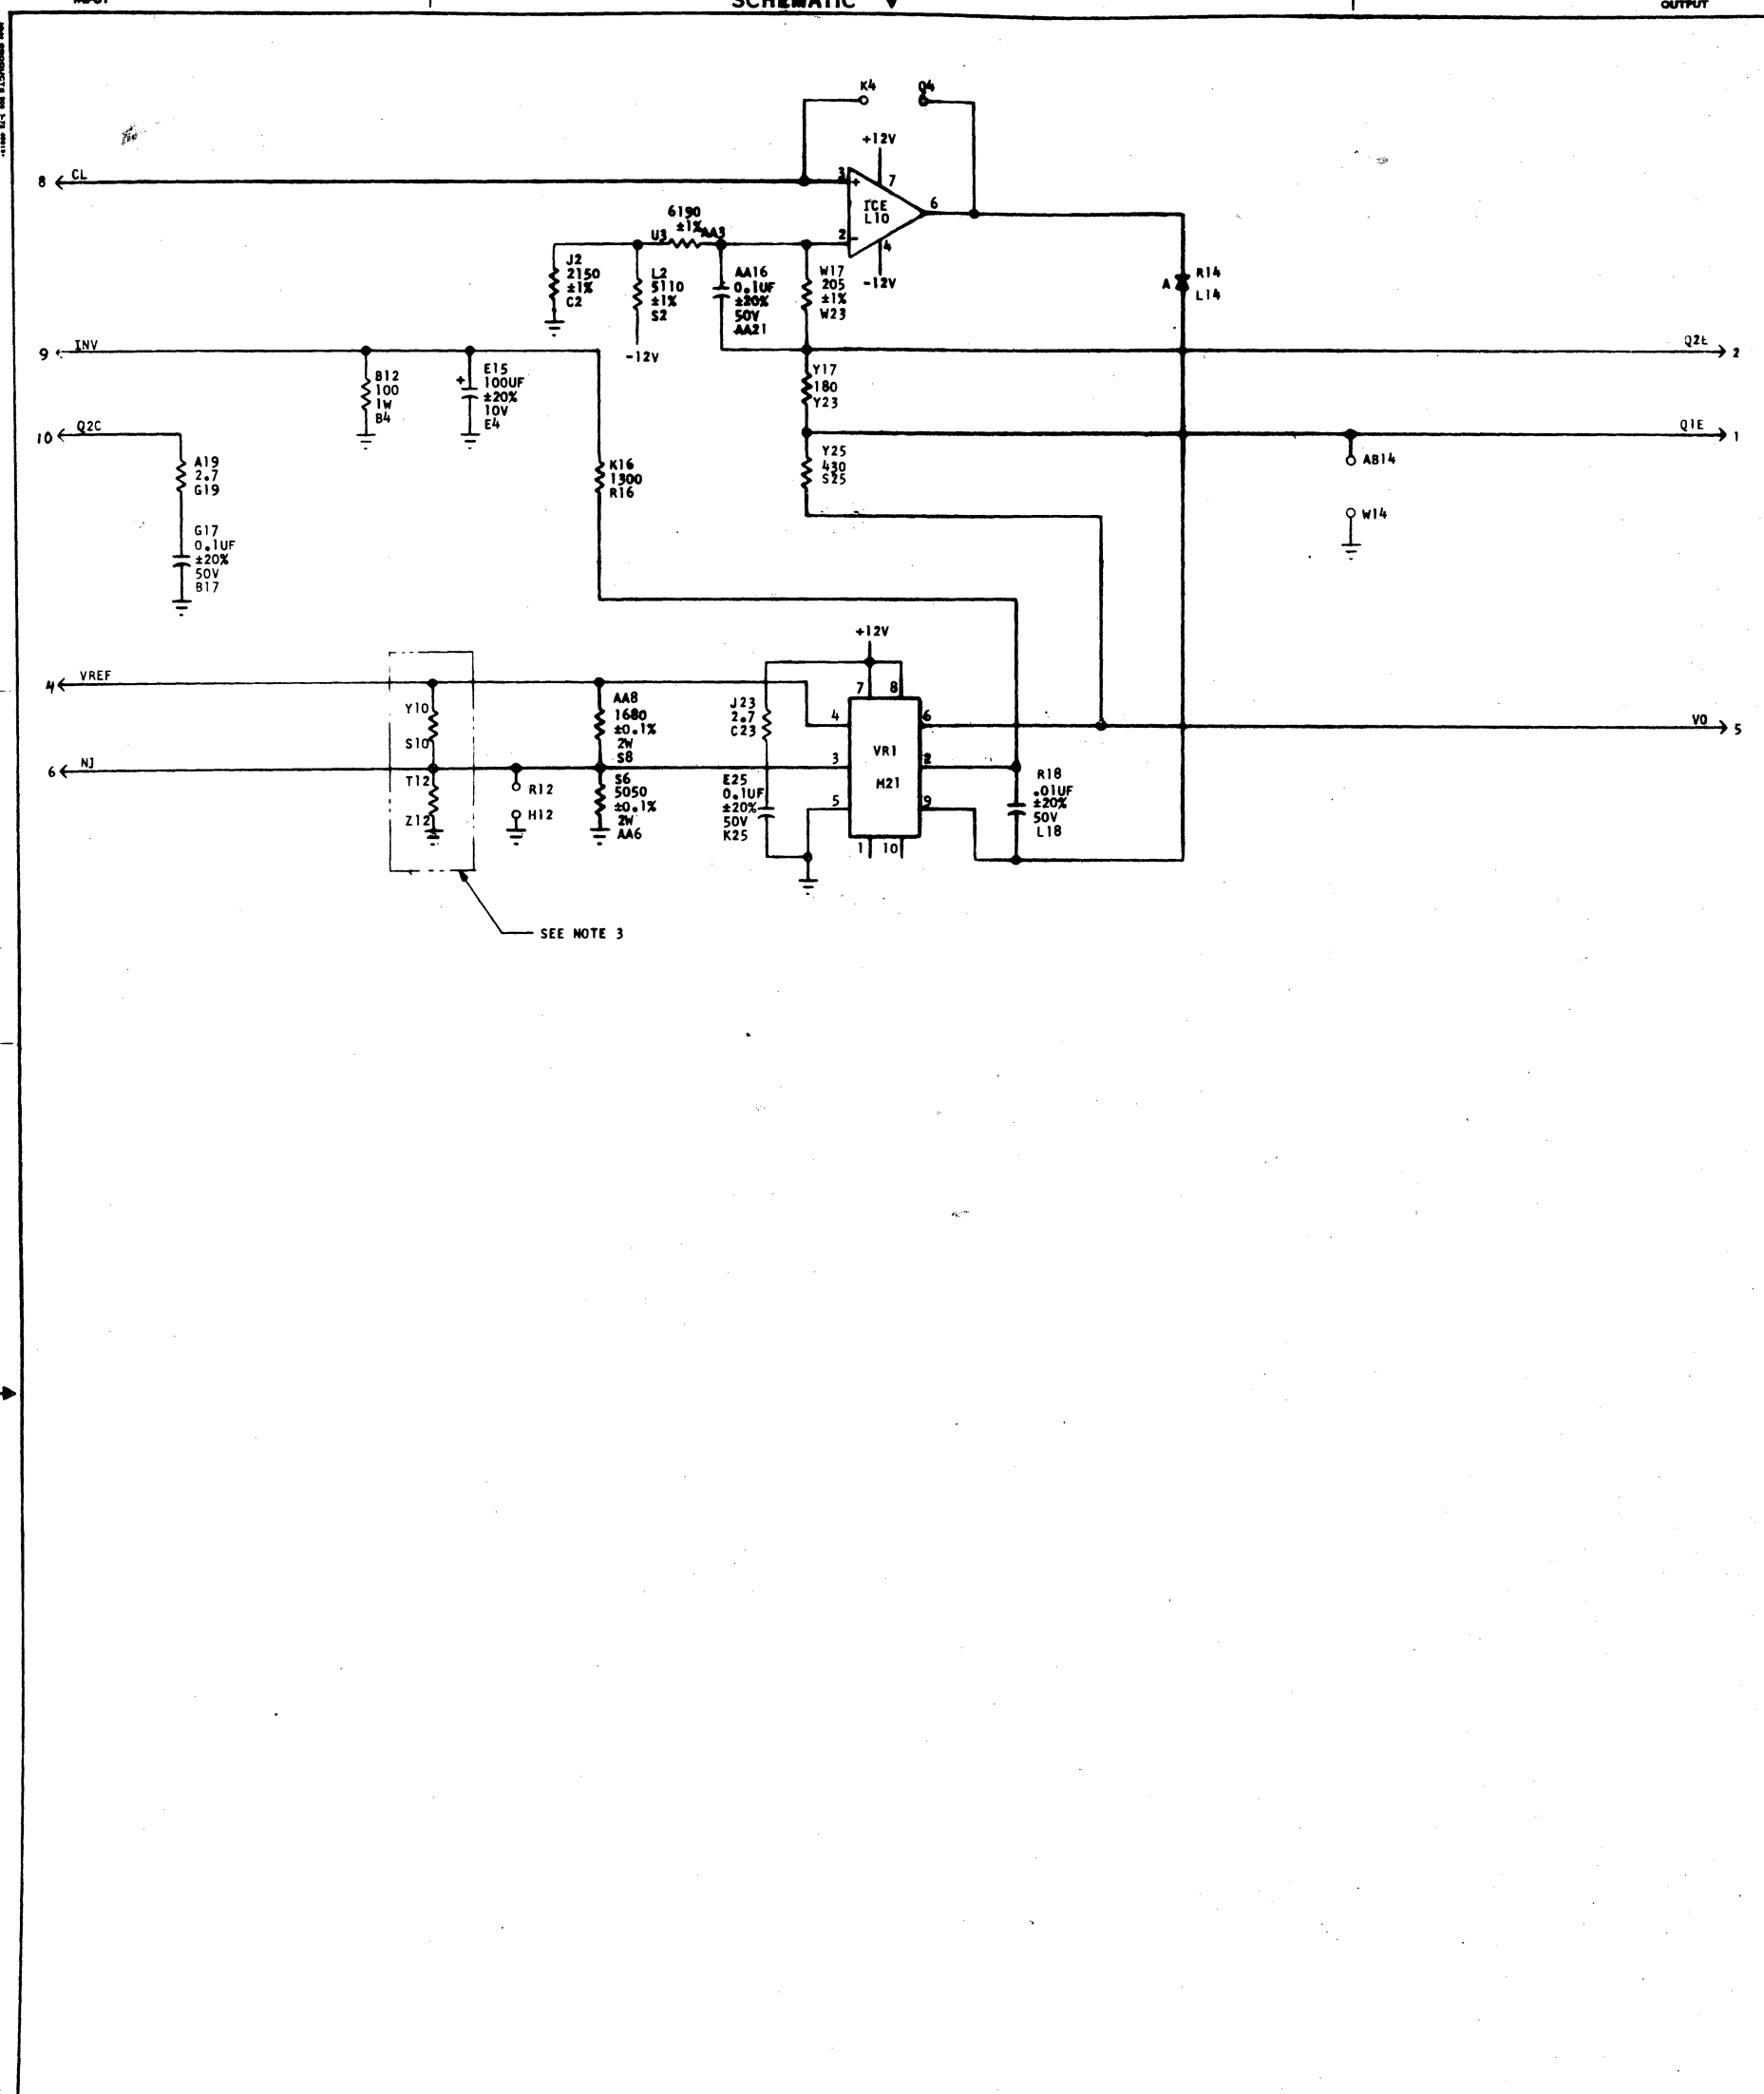 SCHEMATIC
OUTPUT
K4
Q4
+12V
8
CL
3
+
7
ICE
L10
6
6190
±1%
U3
AA3
2
-
4
-12V
J2
2150
±1%
C2
L2
5110
±1%
S2
-12V
AA16
0.1UF
±20%
50V
AA21
W17
205
±1%
W23
A
R14
L14
9
INV
Q2E
2
B12
100
1W
B4
+
E15
100UF
±20%
10V
E4
Y17
180
Y23
10
Q2C
Q1E
1
A19
2.7
G19
K16
1300
R16
Y25
430
S25
AB14
W14
G17
0.1UF
±20%
50V
B17
+12V
4
VREF
Y10
S10
AA8
1680
±0.1%
2W
S8
J23
2.7
C23
7
8
4
6
VO
5
VR1
6
NJ
3
2
M21
T12
Z12
R12
H12
S6
5050
±0.1%
2W
AA6
E25
0.1UF
±20%
50V
K25
5
9
1
10
R18
.01UF
±20%
50V
L18
SEE NOTE 3